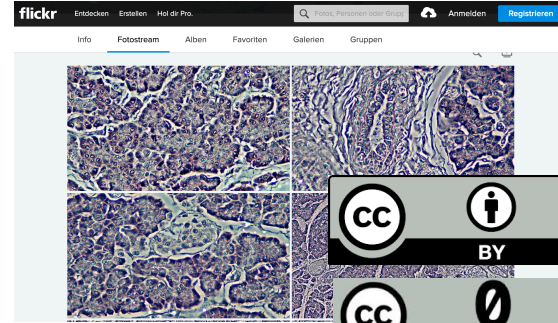 flickr Entdecken Erstellen Hol dir Pro. Fotos, Personen oder Grupp Anmelden Registrieren
Info Fotostream Alben Favoriten Galerien Gruppen
cc
BY
cc 0